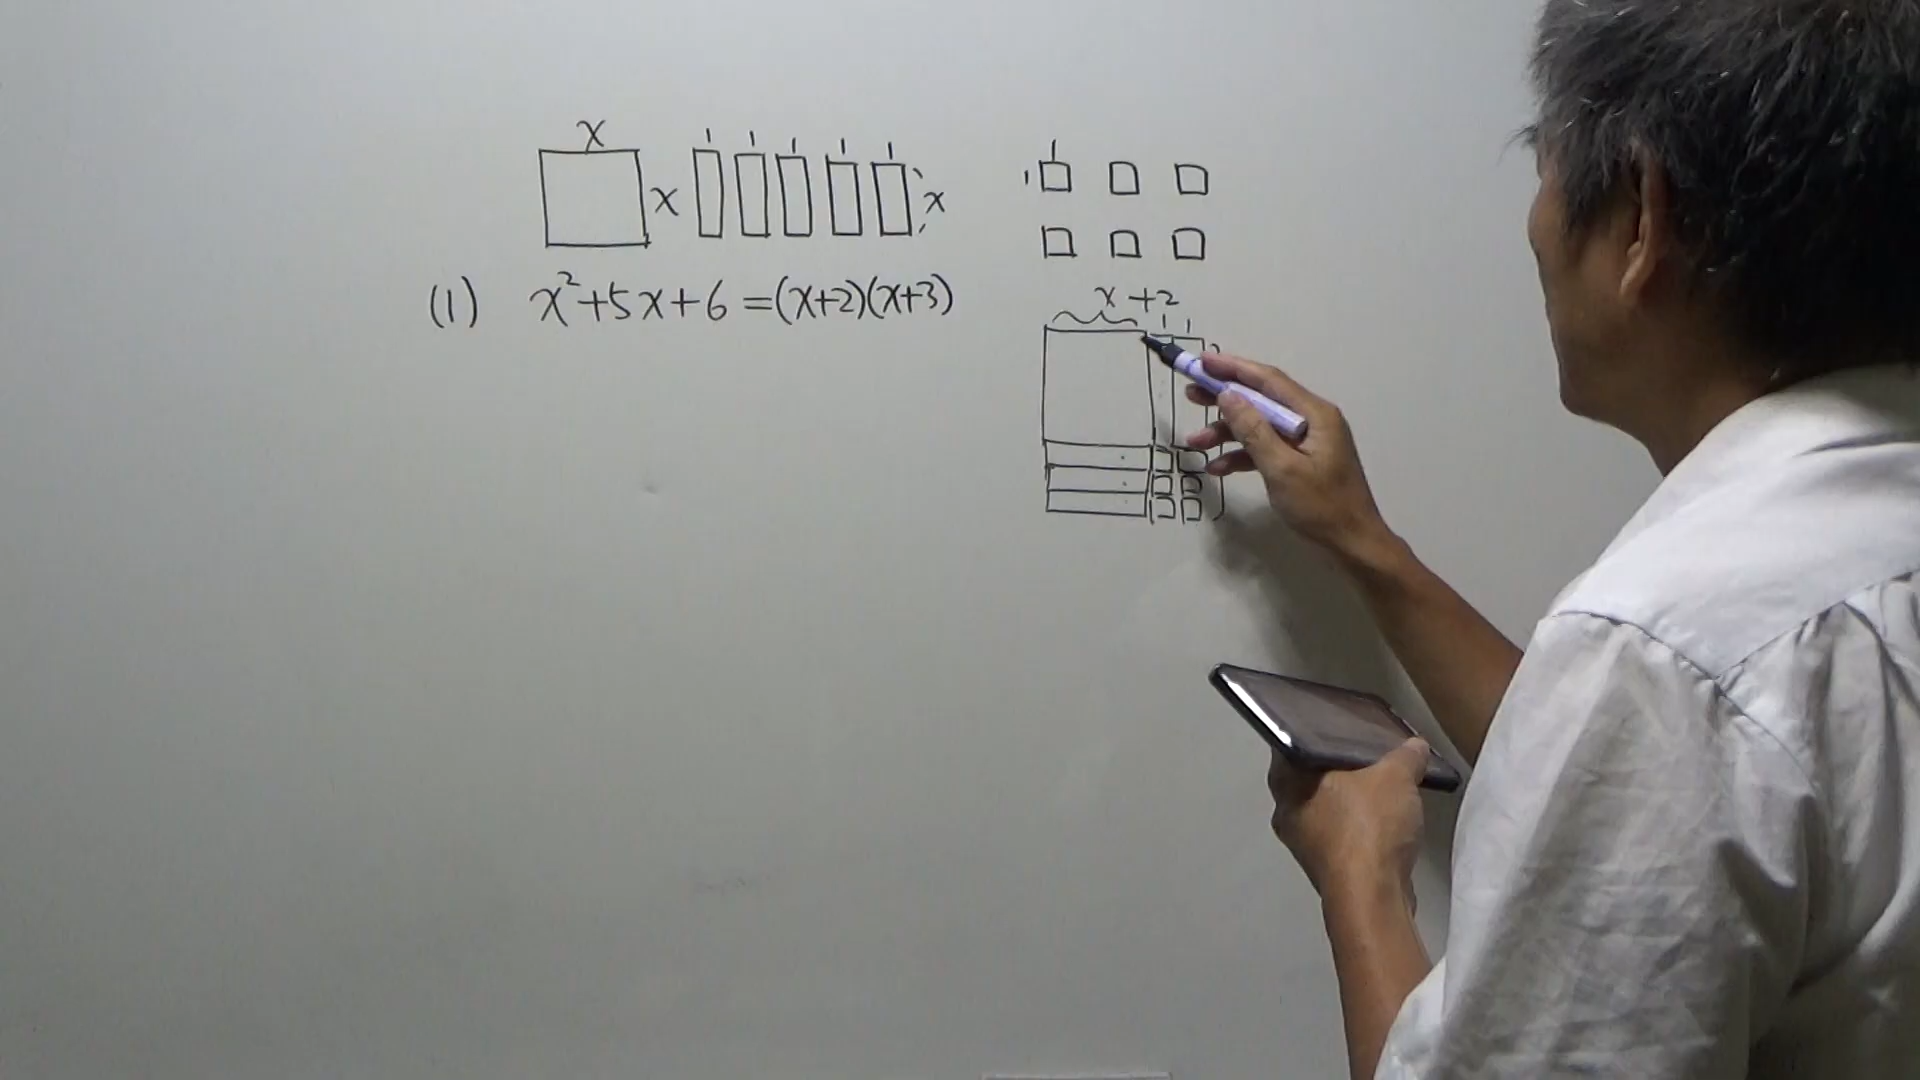 x
1 1 1 1 1
x
x
1
1
(1) x²+5x+6=(x+2)(x+3)
x+2
1 1